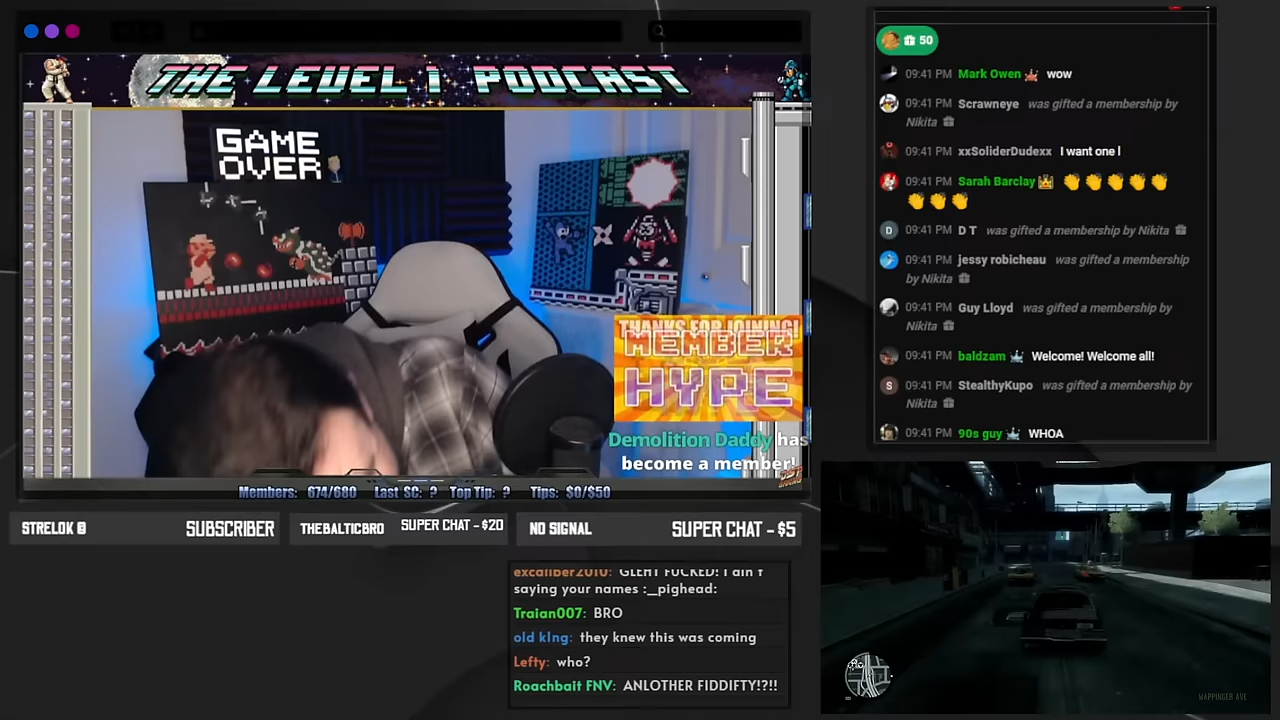 THE LEVEL 1 PODCAST
GAME
OVER
THANKS FOR JOINING!
MEMBER
HYPE
Demolition Daddy has
become a member!
Members: 674/680 Last SC: ? Top Tip: ? Tips: $0/$50
STRELOK SUBSCRIBER
THEBALTICBRO SUPER CHAT - $20
NO SIGNAL SUPER CHAT - $5
excaliber2010: GLEHT FUCKED! I ain't
saying your names :__pighead:
Traian007: BRO
old k1ng: they knew this was coming
Lefty: who?
Roachbait FNV: ANLOTHER FIDDIFTY!?!!
50
09:41 PM Mark Owen wow
09:41 PM Scrawneye was gifted a membership by
Nikita
09:41 PM xxSoliderDudexx I want one l
09:41 PM Sarah Barclay 👏👏👏👏👏
👏👏👏
D 09:41 PM D T was gifted a membership by Nikita
09:41 PM jessy robicheau was gifted a membership
by Nikita
09:41 PM Guy Lloyd was gifted a membership by
Nikita
09:41 PM baldzam Welcome! Welcome all!
S 09:41 PM StealthyKupo was gifted a membership by
Nikita
09:41 PM 90s guy WHOA
WAPPINGER AVE